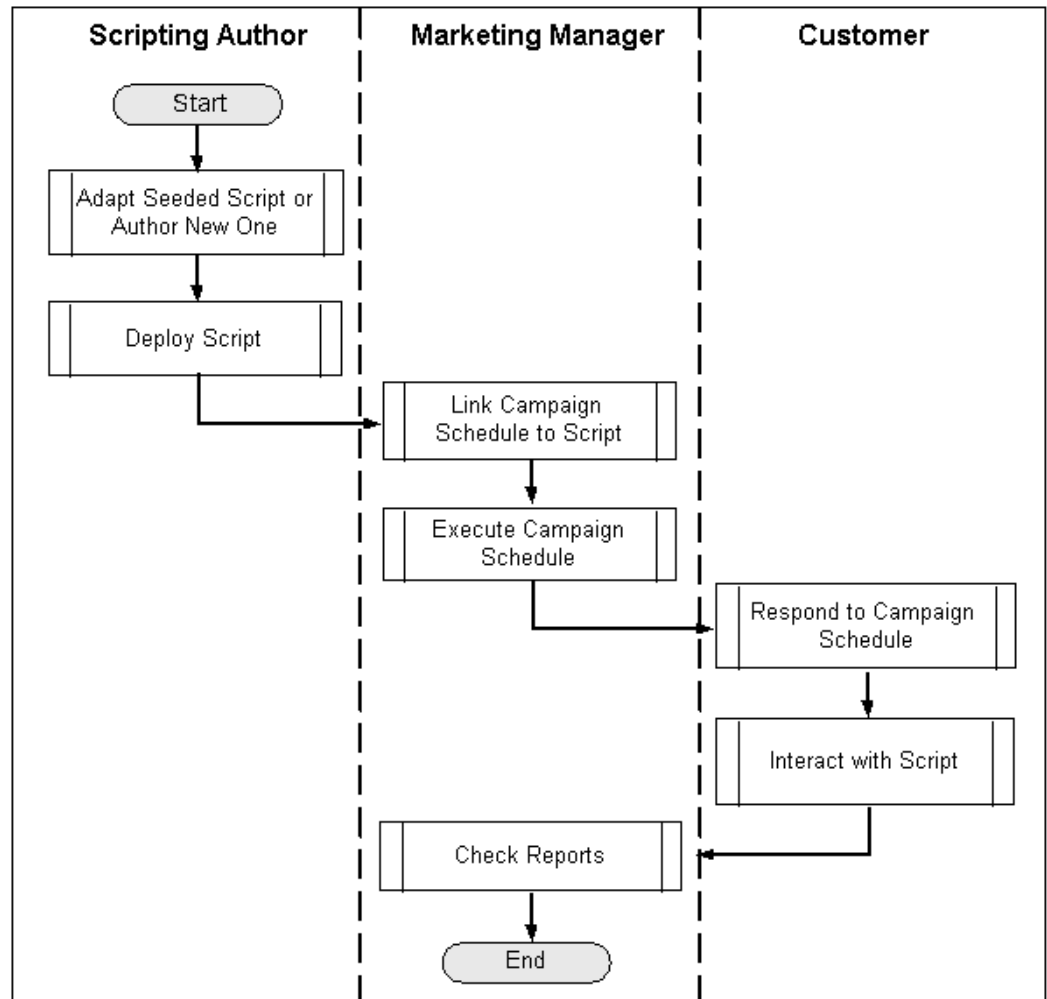 Scripting Author
Marketing Manager
Customer
Start
Adapt Seeded Script or
Author New One
Deploy Script
Link Campaign
Schedule to Script
Execute Campaign
Schedule
Respond to Campaign
Schedule
Interact with Script
Check Reports
End